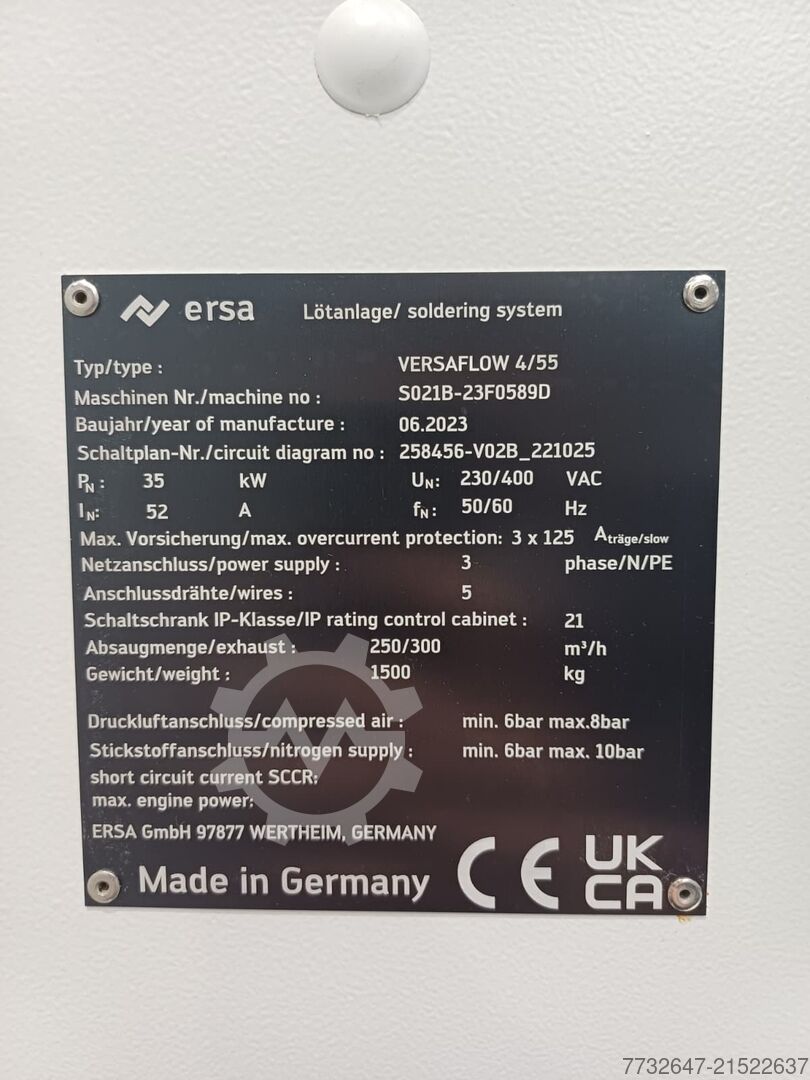 ersa Lötanlage/ soldering system
Typ/type : VERSAFLOW 4/55
Maschinen Nr./machine no : S021B-23F0589D
Baujahr/year of manufacture : 06.2023
Schaltplan-Nr./circuit diagram no : 258456-V02B_221025
PN : 35 kW UN: 230/400 VAC
IN: 52 A fN: 50/60 Hz
Max. Vorsicherung/max. overcurrent protection: 3 x 125 Aträge/slow
Netzanschluss/power supply : 3 phase/N/PE
Anschlussdrähte/wires : 5
Schaltschrank IP-Klasse/IP rating control cabinet : 21
Absaugmenge/exhaust : 250/300 m³/h
Gewicht/weight : 1500 kg
Druckluftanschluss/compressed air : min. 6bar max.8bar
Stickstoffanschluss/nitrogen supply : min. 6bar max. 10bar
short circuit current SCCR;
max. engine power;
ERSA GmbH 97877 WERTHEIM, GERMANY
Made in Germany CE UK
CA
7732647-21522637